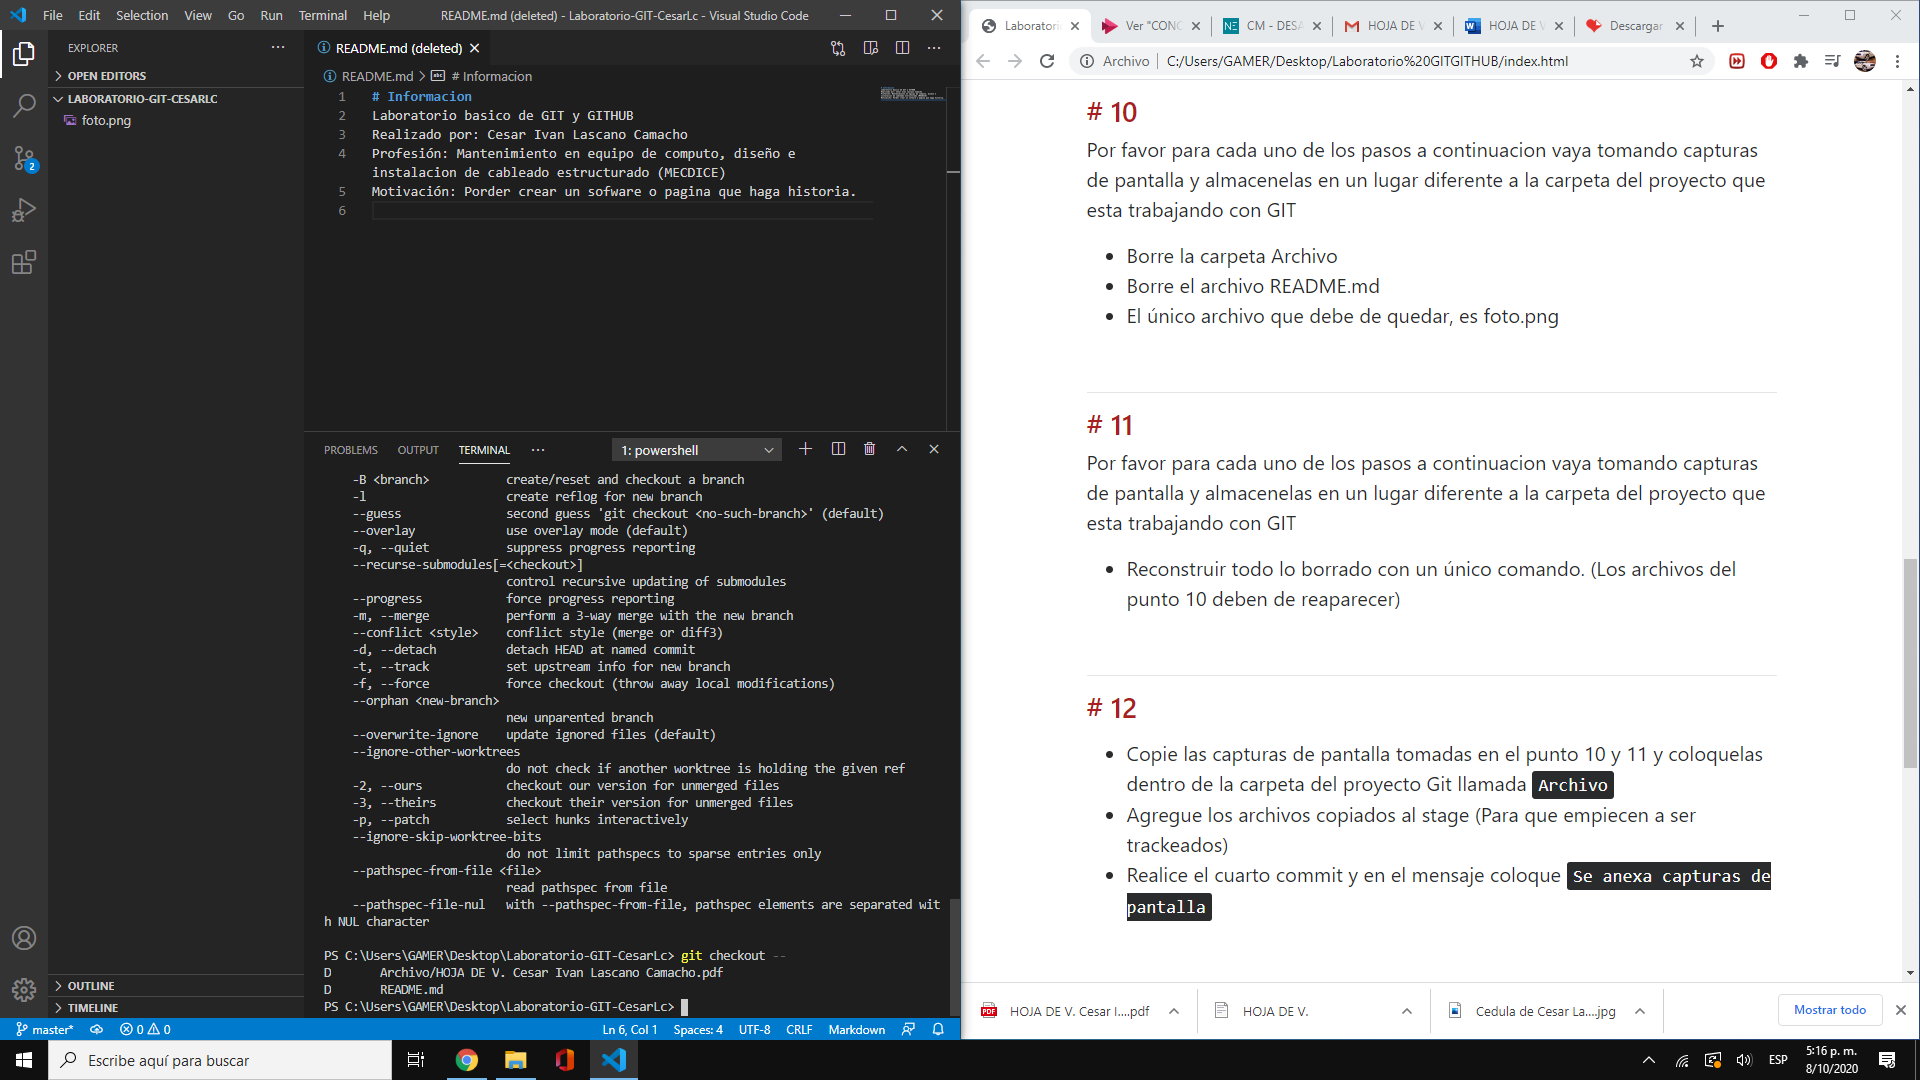 File Edit Selection View Go Run Terminal Help README.md (deleted) - Laboratorio-GIT-CesarLc - Visual Studio Code
EXPLORER
OPEN EDITORS
LABORATORIO-GIT-CESARLC
foto.png
2
OUTLINE
TIMELINE
README.md (deleted)
README.md > # Informacion
1 # Informacion
2 Laboratorio basico de GIT y GITHUB
3 Realizado por: Cesar Ivan Lascano Camacho
4 Profesión: Mantenimiento en equipo de computo, diseño e
instalacion de cableado estructurado (MECDICE)
5 Motivación: Porder crear un sofware o pagina que haga historia.
6
PROBLEMS OUTPUT TERMINAL 1: powershell
-B <branch> create/reset and checkout a branch
-l create reflog for new branch
--guess second guess 'git checkout <no-such-branch>' (default)
--overlay use overlay mode (default)
-q, --quiet suppress progress reporting
--recurse-submodules[=<checkout>]
control recursive updating of submodules
--progress force progress reporting
-m, --merge perform a 3-way merge with the new branch
--conflict <style> conflict style (merge or diff3)
-d, --detach detach HEAD at named commit
-t, --track set upstream info for new branch
-f, --force force checkout (throw away local modifications)
--orphan <new-branch>
new unparented branch
--overwrite-ignore update ignored files (default)
--ignore-other-worktrees
do not check if another worktree is holding the given ref
-2, --ours checkout our version for unmerged files
-3, --theirs checkout their version for unmerged files
-p, --patch select hunks interactively
--ignore-skip-worktree-bits
do not limit pathspecs to sparse entries only
--pathspec-from-file <file>
read pathspec from file
--pathspec-file-nul with --pathspec-from-file, pathspec elements are separated wit
h NUL character
PS C:\Users\GAMER\Desktop\Laboratorio-GIT-CesarLc> git checkout --
D Archivo/HOJA DE V. Cesar Ivan Lascano Camacho.pdf
D README.md
PS C:\Users\GAMER\Desktop\Laboratorio-GIT-CesarLc>
master* 0 0 Ln 6, Col 1 Spaces: 4 UTF-8 CRLF Markdown
Laboratori Ver "CONC CM - DESA HOJA DE V HOJA DE V Descargar
Archivo | C:/Users/GAMER/Desktop/Laboratorio%20GITGITHUB/index.html
# 10
Por favor para cada uno de los pasos a continuacion vaya tomando capturas
de pantalla y almacenelas en un lugar diferente a la carpeta del proyecto que
esta trabajando con GIT
• Borre la carpeta Archivo
• Borre el archivo README.md
• El único archivo que debe de quedar, es foto.png
# 11
Por favor para cada uno de los pasos a continuacion vaya tomando capturas
de pantalla y almacenelas en un lugar diferente a la carpeta del proyecto que
esta trabajando con GIT
• Reconstruir todo lo borrado con un único comando. (Los archivos del
punto 10 deben de reaparecer)
# 12
• Copie las capturas de pantalla tomadas en el punto 10 y 11 y coloquelas
dentro de la carpeta del proyecto Git llamada Archivo
• Agregue los archivos copiados al stage (Para que empiecen a ser
trackeados)
• Realice el cuarto commit y en el mensaje coloque Se anexa capturas de
pantalla
HOJA DE V. Cesar I....pdf HOJA DE V. Cedula de Cesar La....jpg Mostrar todo
Escribe aquí para buscar ESP 5:16 p. m.
8/10/2020